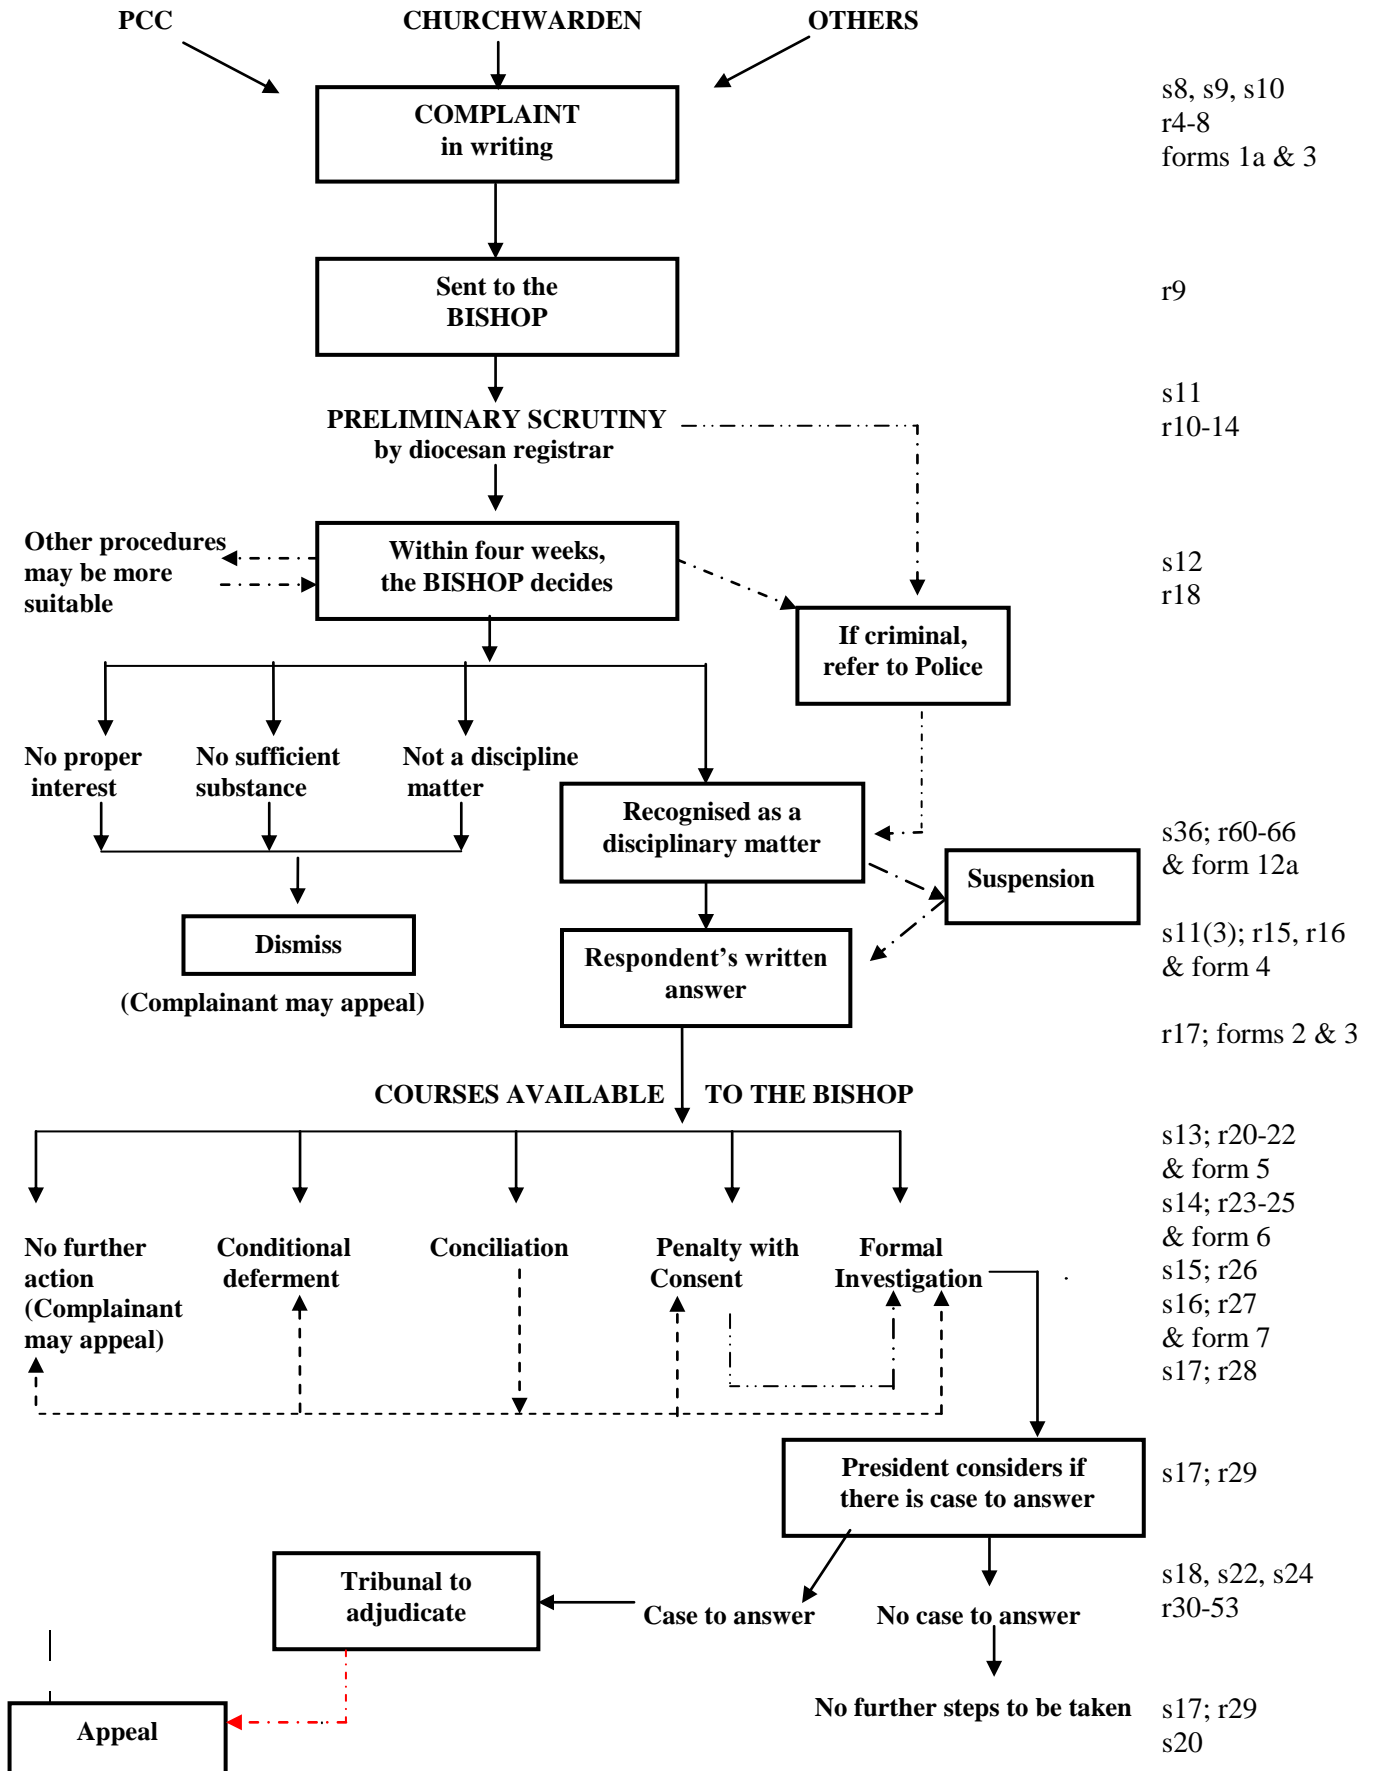 PCC CHURCHWARDEN OTHERS
COMPLAINT
in writing
s8, s9, s10
r4-8
forms 1a & 3
Sent to the
BISHOP
r9
PRELIMINARY SCRUTINY
by diocesan registrar
s11
r10-14
Other procedures
may be more
suitable
Within four weeks,
the BISHOP decides
s12
r18
If criminal,
refer to Police
No proper
interest
No sufficient
substance
Not a discipline
matter
Recognised as a
disciplinary matter
Suspension
s36; r60-66
& form 12a
Dismiss
(Complainant may appeal)
Respondent’s written
answer
s11(3); r15, r16
& form 4
r17; forms 2 & 3
COURSES AVAILABLE TO THE BISHOP
No further
action
(Complainant
may appeal)
Conditional
deferment
Conciliation
Penalty with
Consent
Formal
Investigation
s13; r20-22
& form 5
s14; r23-25
& form 6
s15; r26
s16; r27
& form 7
s17; r28
President considers if
there is case to answer
s17; r29
Tribunal to
adjudicate
Case to answer
No case to answer
s18, s22, s24
r30-53
No further steps to be taken
Appeal
s17; r29
s20